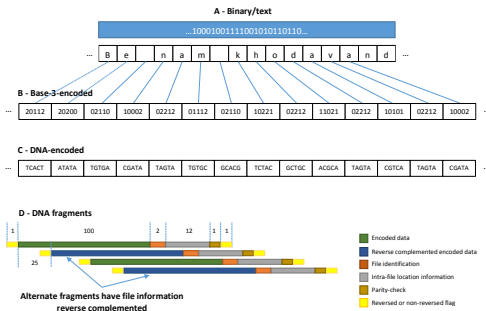 A - Binary/text
...10001001111001010110110...
... B e n a m k h o d a v a n d ...
B - Base-3-encoded
... 20112 20200 02110 10002 02212 01112 02110 10221 02212 11021 02212 10101 02212 10002 ...
C - DNA-encoded
... TCACT ATATA TGTGA CGATA TAGTA TGTGC GCACG TCTAC GCTGC ACGCA TAGTA CGTCA TAGTA CGATA ...
D - DNA fragments
1 100 2 12 1 1
25
Alternate fragments have file information
reverse complemented
Encoded data
Reverse complemented encoded data
File identification
Intra-file location information
Parity-check
Reversed or non-reversed flag